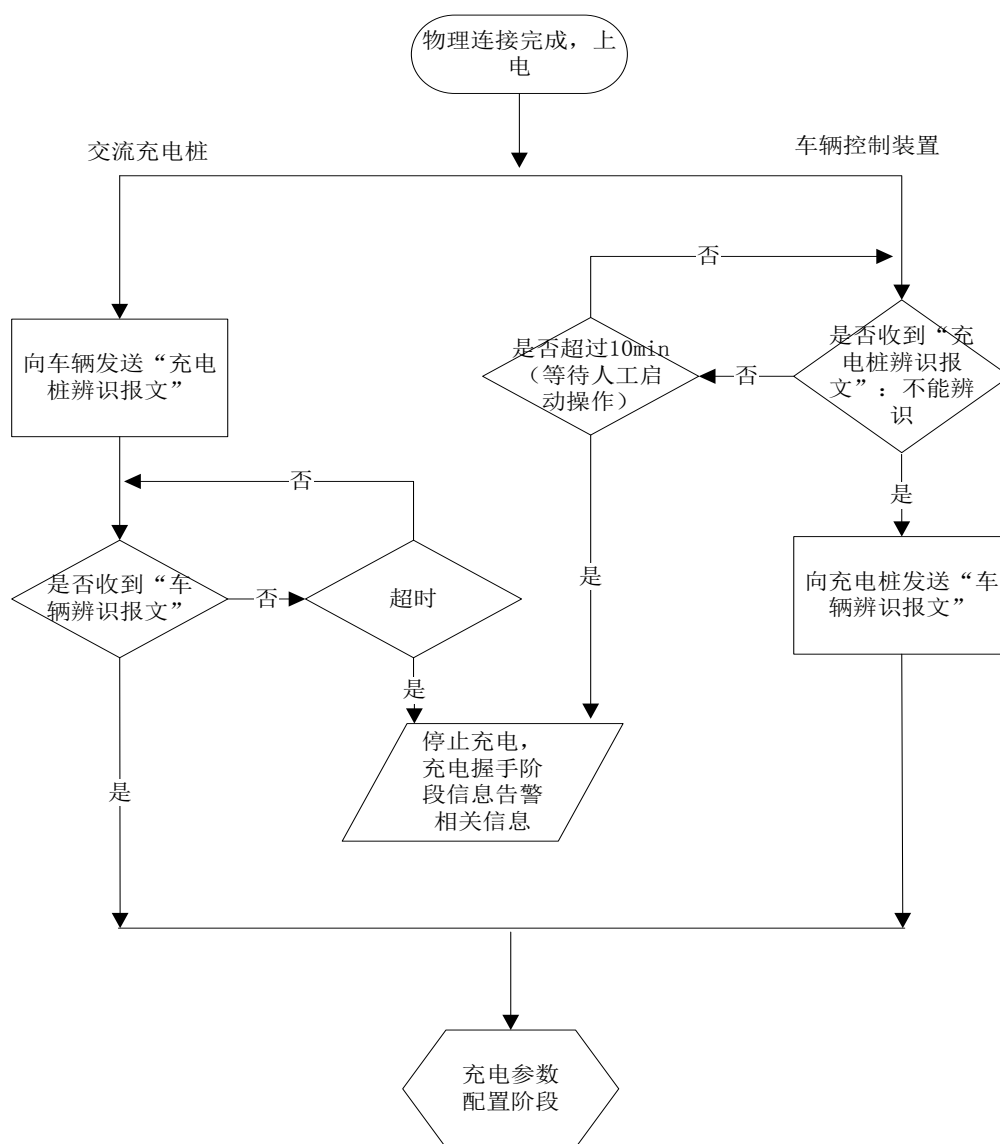 物理连接完成，上
电
交流充电桩
车辆控制装置
否
向车辆发送“充电
桩辨识报文”
是否超过10min
（等待人工启
动操作）
否
是否收到“充
电桩辨识报
文”：不能辨
识
否
是
是否收到“车
辆辨识报文”
否
超时
是
向充电桩发送“车
辆辨识报文”
是
是
停止充电，
充电握手阶
段信息告警
相关信息
充电参数
配置阶段